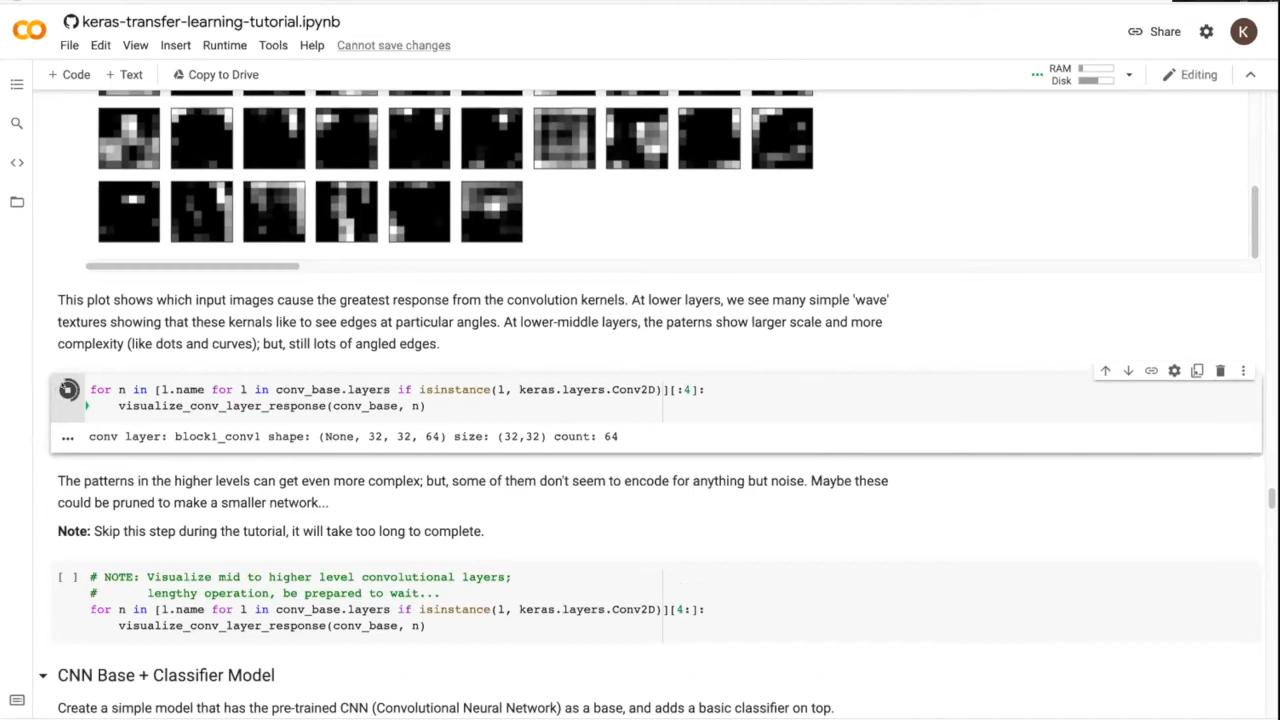 keras-transfer-learning-tutorial.ipynb
File Edit View Insert Runtime Tools Help Cannot save changes
Share
K
+ Code + Text Copy to Drive
RAM
Disk
Editing
This plot shows which input images cause the greatest response from the convolution kernels. At lower layers, we see many simple 'wave'
textures showing that these kernals like to see edges at particular angles. At lower-middle layers, the paterns show larger scale and more
complexity (like dots and curves); but, still lots of angled edges.
for n in [l.name for l in conv_base.layers if isinstance(l, keras.layers.Conv2D)][:4]:
visualize_conv_layer_response(conv_base, n)
... conv layer: block1_conv1 shape: (None, 32, 32, 64) size: (32,32) count: 64
The patterns in the higher levels can get even more complex; but, some of them don't seem to encode for anything but noise. Maybe these
could be pruned to make a smaller network...
Note: Skip this step during the tutorial, it will take too long to complete.
[ ] # NOTE: Visualize mid to higher level convolutional layers;
# lengthy operation, be prepared to wait...
for n in [l.name for l in conv_base.layers if isinstance(l, keras.layers.Conv2D)][4:]:
visualize_conv_layer_response(conv_base, n)
CNN Base + Classifier Model
Create a simple model that has the pre-trained CNN (Convolutional Neural Network) as a base, and adds a basic classifier on top.